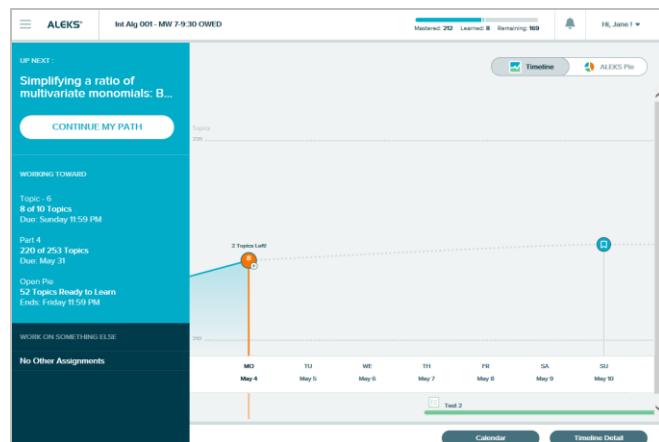 ALEKS®
Int Alg 001 - MW 7-9:30 OWED
Mastered: 212 Learned: 8 Remaining: 169
Hi, Jane !
UP NEXT :
Simplifying a ratio of
multivariate monomials: B...
CONTINUE MY PATH
WORKING TOWARD
Topic - 6
8 of 10 Topics
Due: Sunday 11:59 PM
Part 4
220 of 253 Topics
Due: May 31
Open Pie
52 Topics Ready to Learn
Ends: Friday 11:59 PM
WORK ON SOMETHING ELSE
No Other Assignments
Timeline
ALEKS Pie
Topics
2 Topics Left!
210
MO TU WE TH FR SA SU
May 4 May 5 May 6 May 7 May 8 May 9 May 10
Test 2
Calendar
Timeline Detail